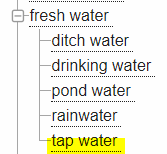 fresh water
ditch water
drinking water
pond water
rainwater
tap water